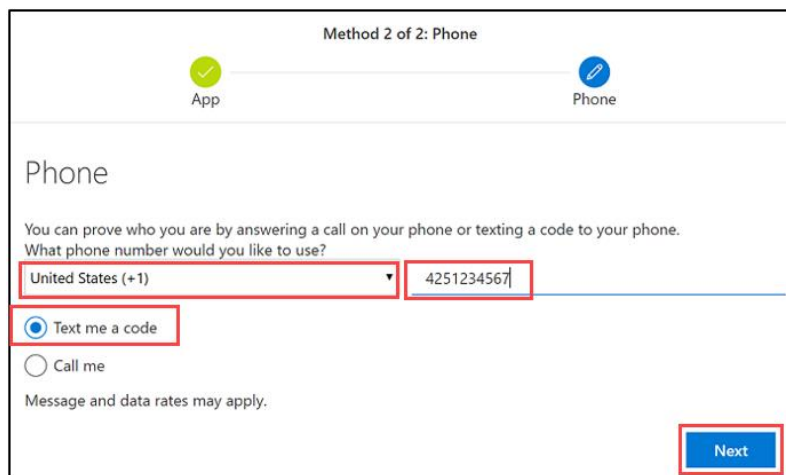 Method 2 of 2: Phone
App
Phone
Phone
You can prove who you are by answering a call on your phone or texting a code to your phone.
What phone number would you like to use?
United States (+1)
4251234567
Text me a code
Call me
Message and data rates may apply.
Next